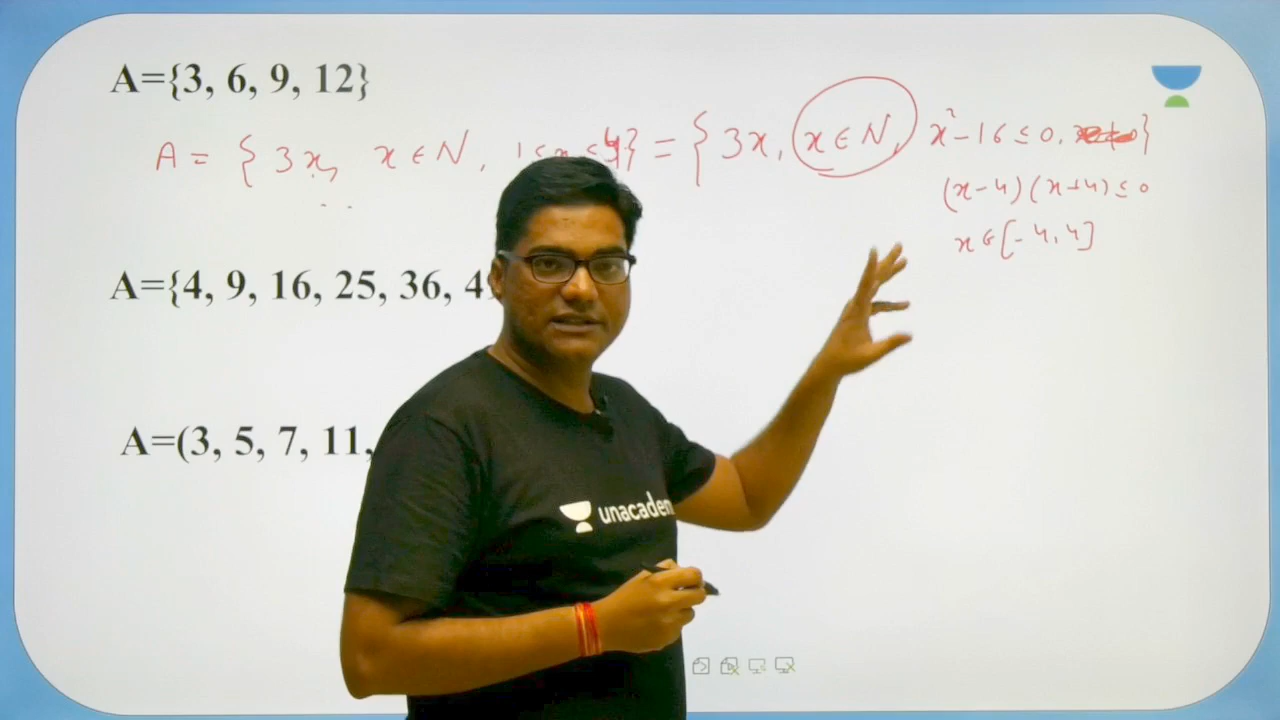 A={3, 6, 9, 12}
A = { 3x, x ∈ N, 1 ≤ x ≤ 4} = { 3x, x ∈ N, x² - 16 ≤ 0, }
(x - 4) (x + 4) ≤ 0
x ∈ [- 4, 4]
A={4, 9, 16, 25, 36,
A=(3, 5, 7, 11,
unacadem